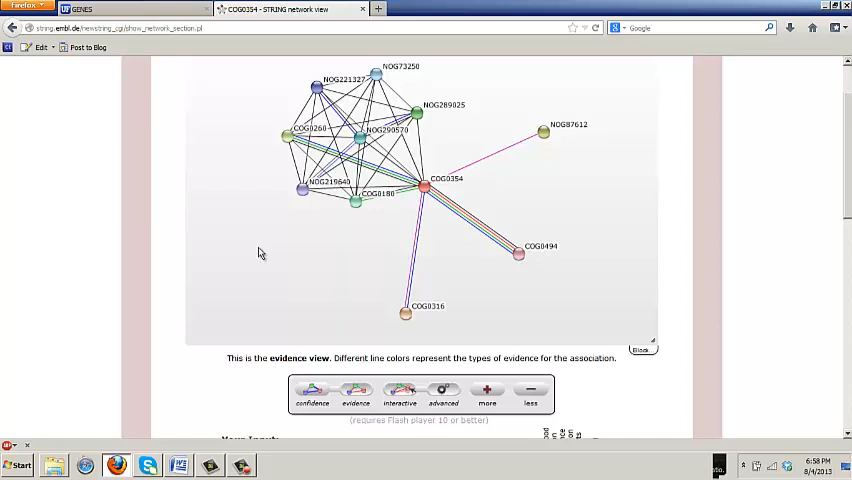 Firefox
GENES
COG0354 - STRING network view
string.embl.de/newstring_cgi/show_network_section.pl
Google
Edit
Post to Blog
NOG73250
NOG221327
NOG289025
NOG87612
COG0260
NOG290570
NOG219640
COG0354
COG0180
COG0494
COG0316
Block
This is the evidence view. Different line colors represent the types of evidence for the association.
confidence
evidence
interactive
advanced
more
less
(requires Flash player 10 or better)
Start
6:58 PM
8/4/2013